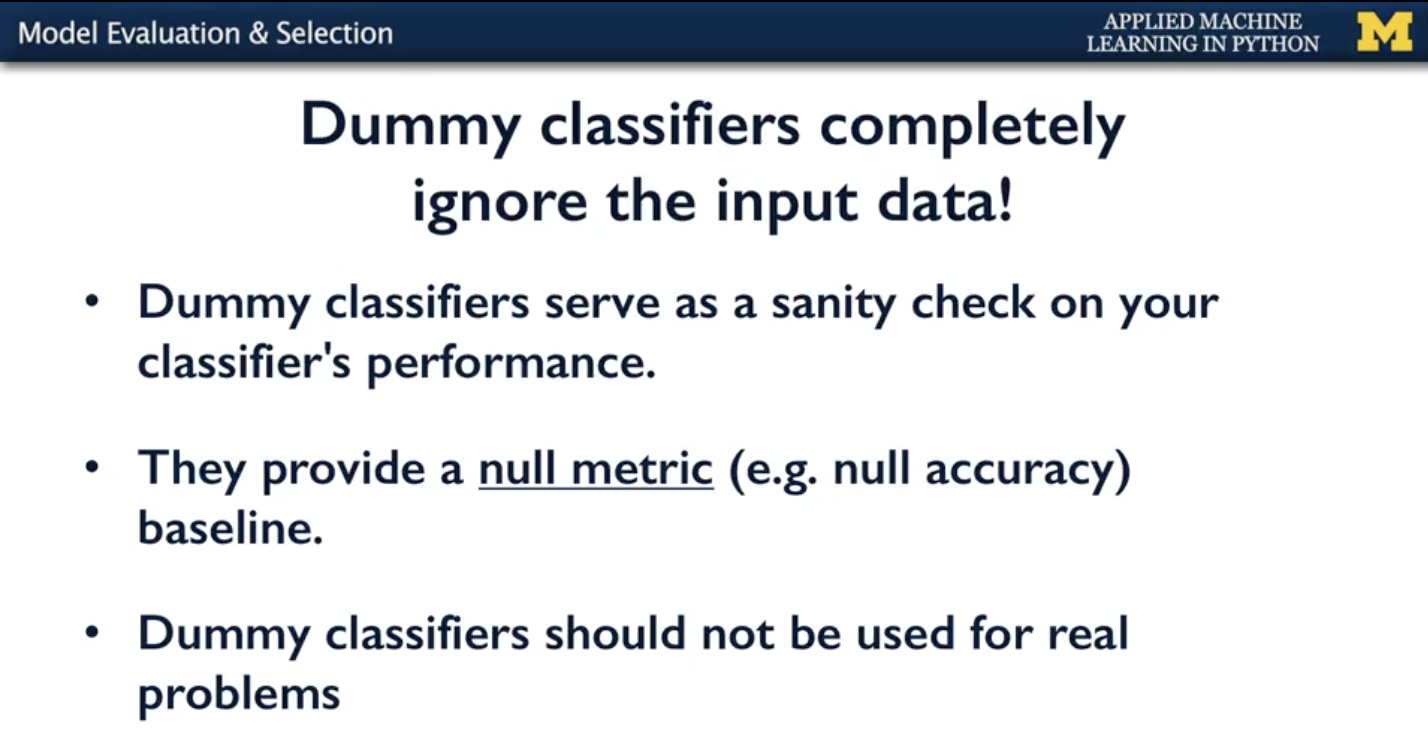 Model Evaluation & Selection
APPLIED MACHINE
LEARNING IN PYTHON
M
Dummy classifiers completely
ignore the input data!
• Dummy classifiers serve as a sanity check on your
classifier's performance.
• They provide a null metric (e.g. null accuracy)
baseline.
• Dummy classifiers should not be used for real
problems